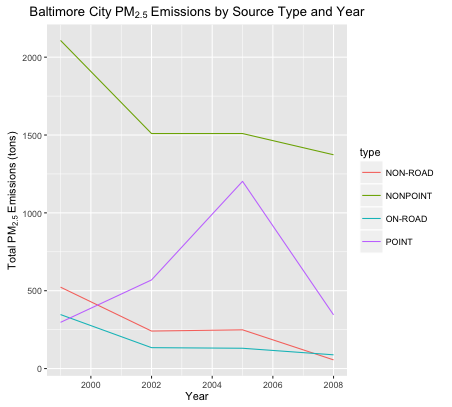 Baltimore City PM2.5 Emissions by Source Type and Year
Total PM2.5 Emissions (tons)
2000
1500
1000
500
0
2000 2002 2004 2006 2008
Year
type
NON-ROAD
NONPOINT
ON-ROAD
POINT